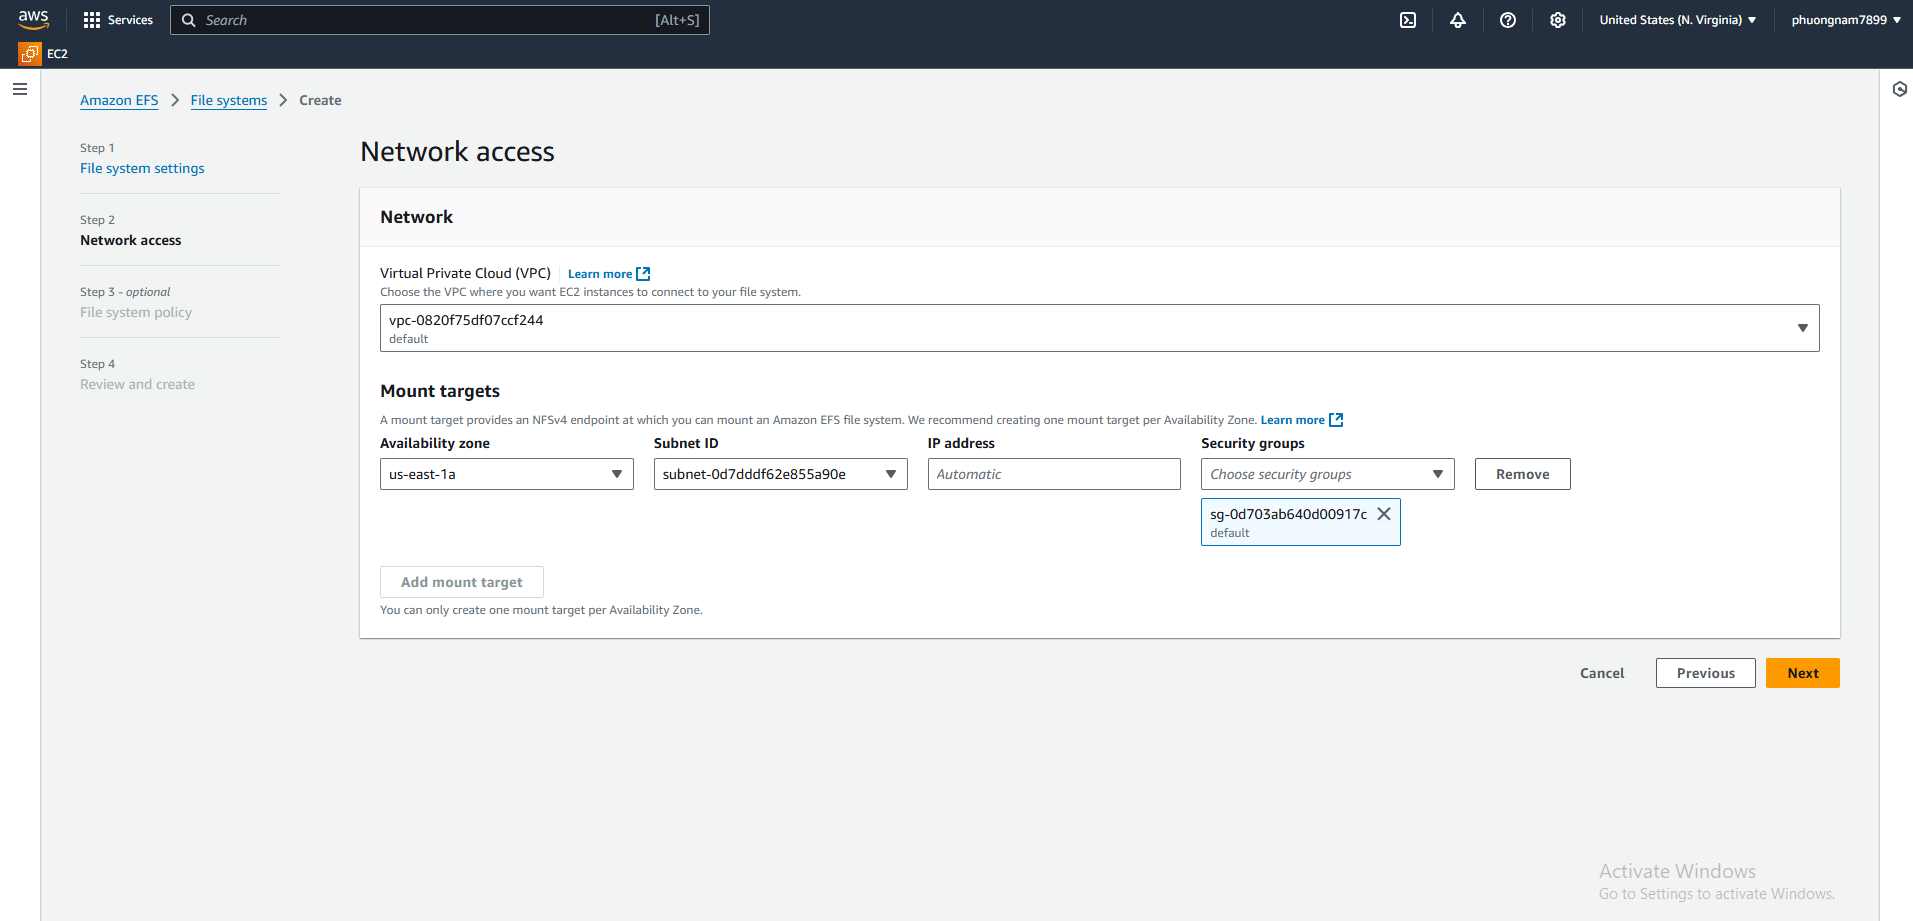 aws
Services
Search
[Alt+S]
United States (N. Virginia)
phuongnam7899
EC2
Amazon EFS
File systems
Create
Step 1
File system settings
Step 2
Network access
Step 3 - optional
File system policy
Step 4
Review and create
Network access
Network
Virtual Private Cloud (VPC)
Learn more
Choose the VPC where you want EC2 instances to connect to your file system.
vpc-0820f75df07ccf244
default
Mount targets
A mount target provides an NFSv4 endpoint at which you can mount an Amazon EFS file system. We recommend creating one mount target per Availability Zone. Learn more
Availability zone
Subnet ID
IP address
Security groups
us-east-1a
subnet-0d7dddf62e855a90e
Automatic
Choose security groups
Remove
sg-0d703ab640d00917c
default
Add mount target
You can only create one mount target per Availability Zone.
Cancel
Previous
Next
Activate Windows
Go to Settings to activate Windows.